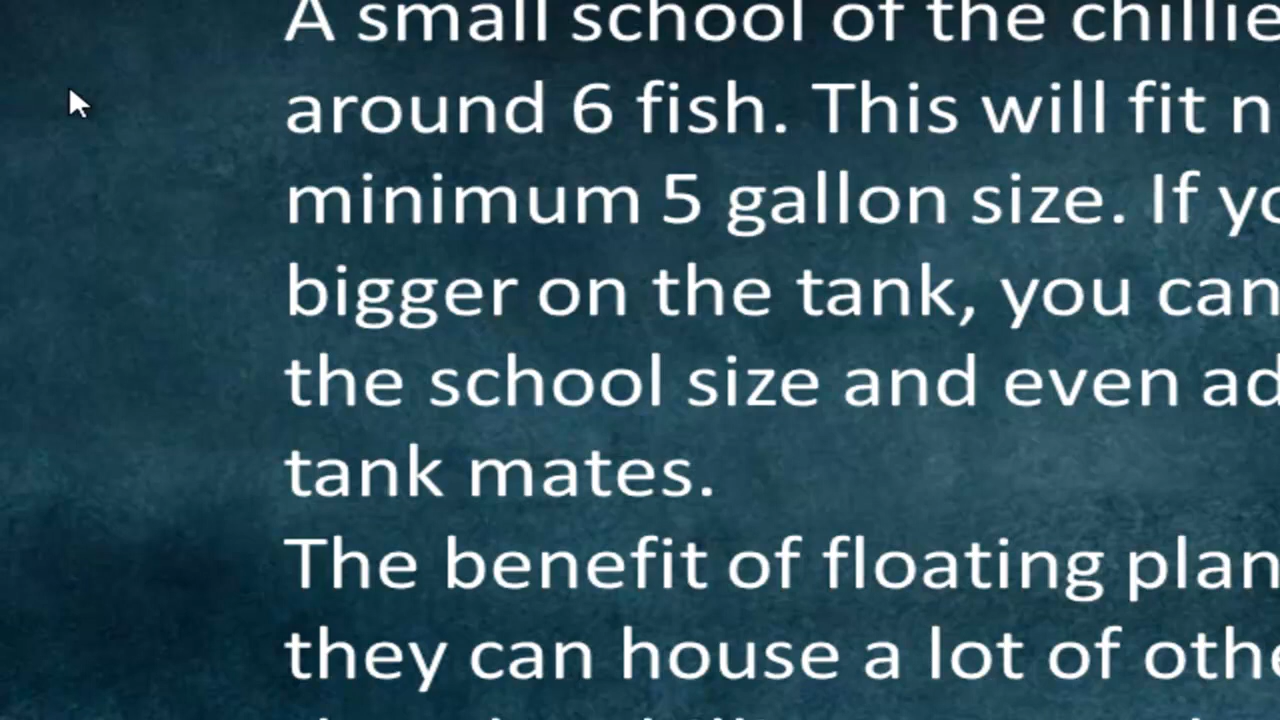 A small school of the chillie
around 6 fish. This will fit n
minimum 5 gallon size. If yo
bigger on the tank, you can
the school size and even ad
tank mates.
The benefit of floating plan
they can house a lot of othe